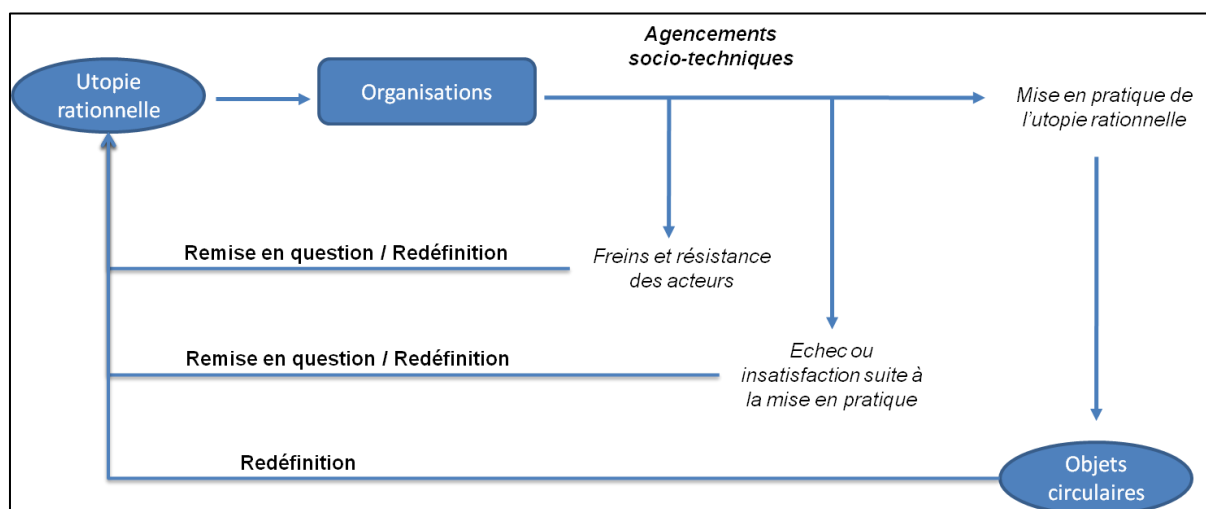 Agencements
socio-techniques
Utopie
rationnelle
Organisations
Mise en pratique de
l'utopie rationnelle
Remise en question / Redéfinition
Freins et résistance
des acteurs
Remise en question / Redéfinition
Echec ou
insatisfaction suite à
la mise en pratique
Redéfinition
Objets
circulaires